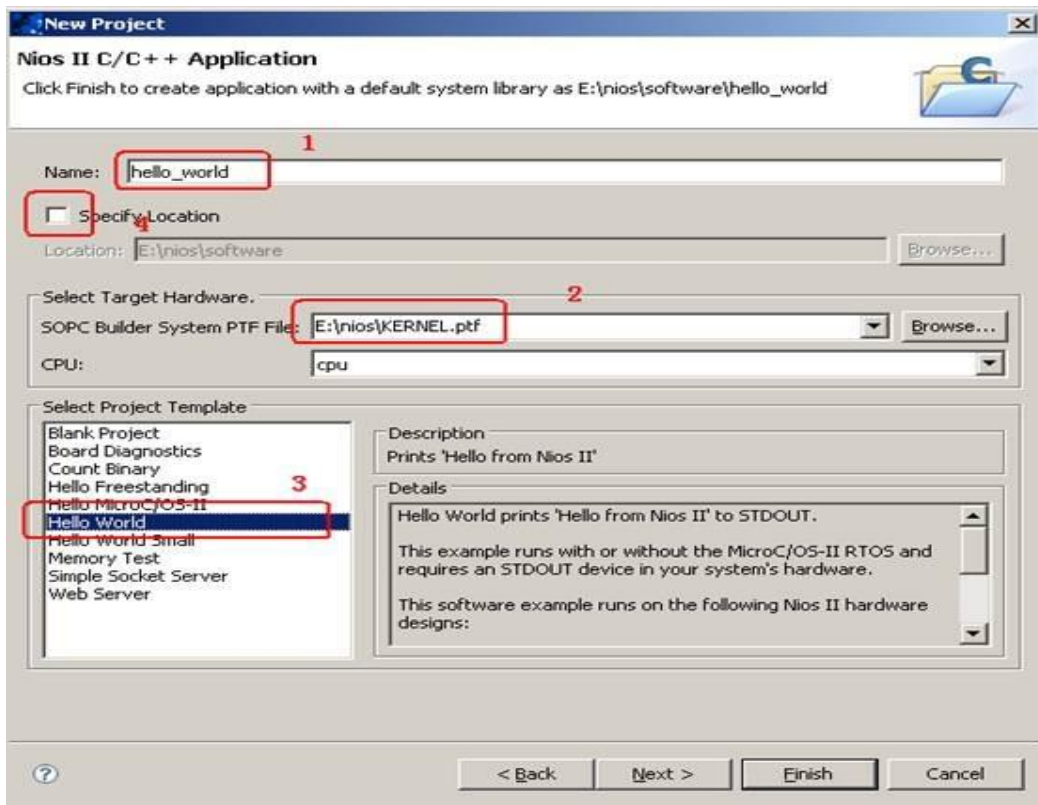 New Project
Nios II C/C++ Application
Click Finish to create application with a default system library as E:\nios\software\hello_world
1
Name: hello_world
Specify Location
4
Location: E:\nios\software Browse...
Select Target Hardware.
2
SOPC Builder System PTF File: E:\nios\KERNEL.ptf Browse...
CPU: cpu
Select Project Template
Blank Project
Board Diagnostics
Count Binary
Hello Freestanding
3
Hello MicroC/OS-II
Hello World
Hello World Small
Memory Test
Simple Socket Server
Web Server
Description
Prints 'Hello from Nios II'
Details
Hello World prints 'Hello from Nios II' to STDOUT.
This example runs with or without the MicroC/OS-II RTOS and
requires an STDOUT device in your system's hardware.
This software example runs on the following Nios II hardware
designs:
?
< Back Next > Finish Cancel